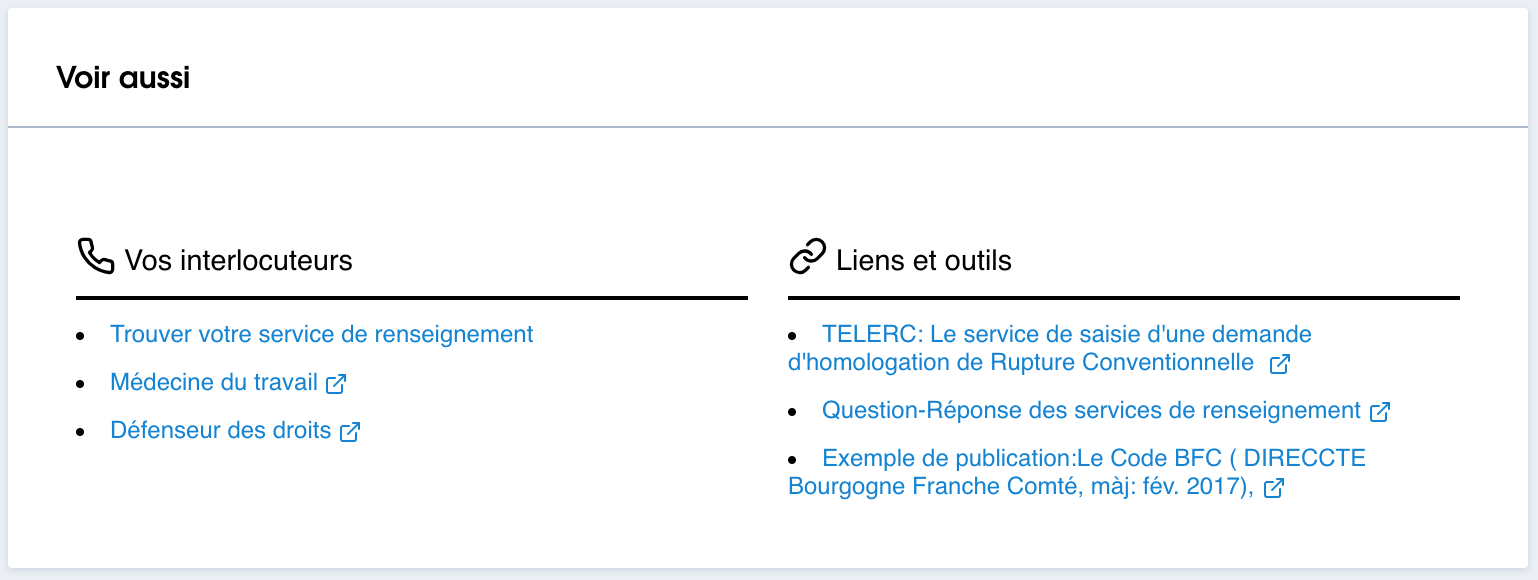 Voir aussi
Vos interlocuteurs
Trouver votre service de renseignement
Médecine du travail
Défenseur des droits
Liens et outils
TELERC: Le service de saisie d'une demande
d'homologation de Rupture Conventionnelle
Question-Réponse des services de renseignement
Exemple de publication:Le Code BFC ( DIRECCTE
Bourgogne Franche Comté, màj: fév. 2017),